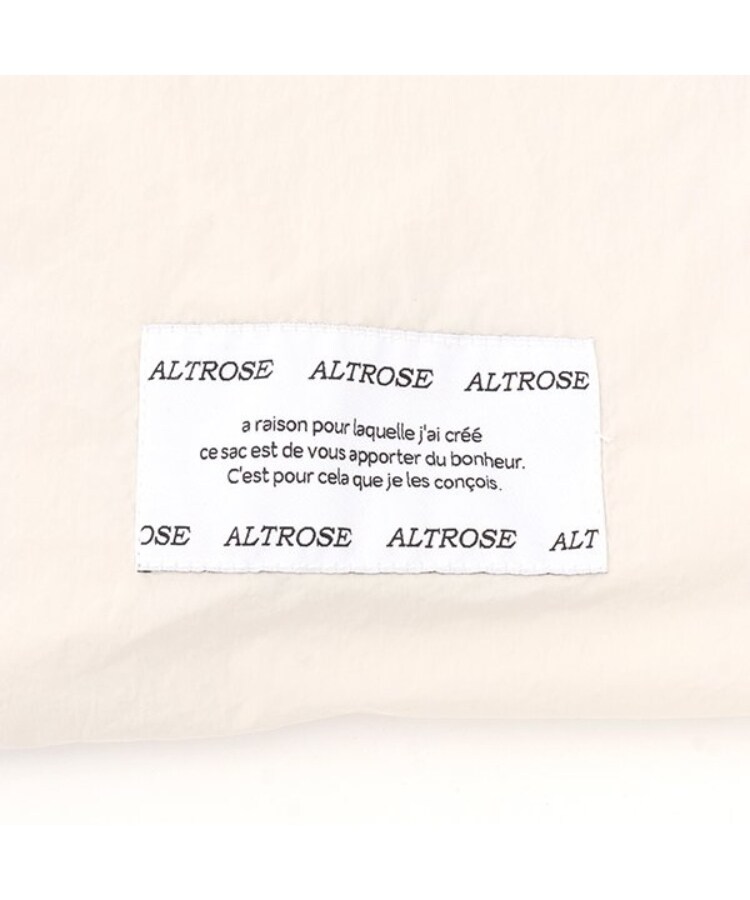 ALTROSE ALTROSE ALTROSE
a raison pour laquelle j'ai créé
ce sac est de vous apporter du bonheur.
C'est pour cela que je les conçois.
OSE ALTROSE ALTROSE ALT